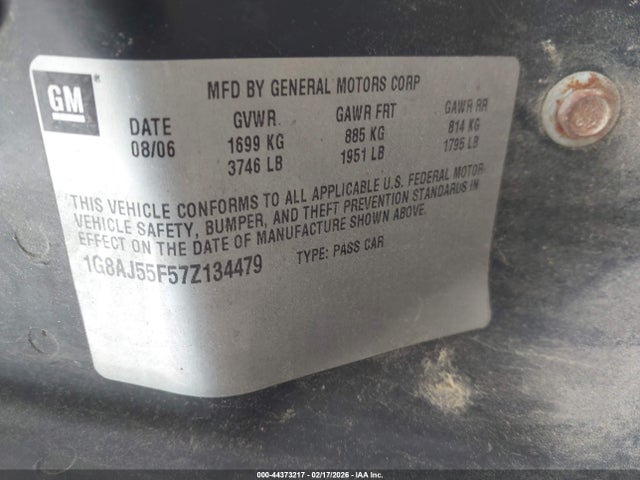 GM
MFD BY GENERAL MOTORS CORP
DATE GVWR GAWR FRT GAWR RR
08/06 1699 KG 885 KG 814 KG
3746 LB 1951 LB 1795 LB
THIS VEHICLE CONFORMS TO ALL APPLICABLE U.S. FEDERAL MOTOR
VEHICLE SAFETY, BUMPER, AND THEFT PREVENTION STANDARDS IN
EFFECT ON THE DATE OF MANUFACTURE SHOWN ABOVE.
1G8AJ55F57Z134479 TYPE: PASS CAR
000-44373217 - 02/17/2026 - IAA Inc.